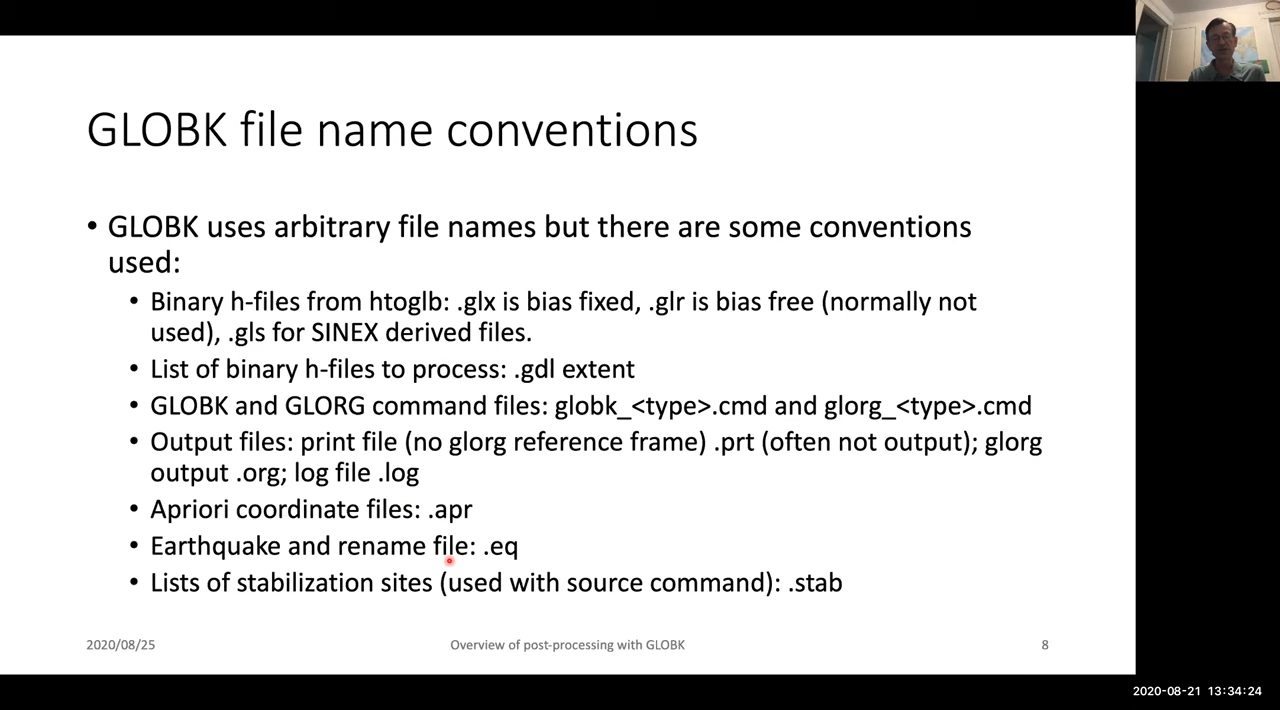 GLOBK file name conventions
• GLOBK uses arbitrary file names but there are some conventions
used:
• Binary h-files from htoglb: .glx is bias fixed, .glr is bias free (normally not
used), .gls for SINEX derived files.
• List of binary h-files to process: .gdl extent
• GLOBK and GLORG command files: globk_<type>.cmd and glorg_<type>.cmd
• Output files: print file (no glorg reference frame) .prt (often not output); glorg
output .org; log file .log
• Apriori coordinate files: .apr
• Earthquake and rename file: .eq
• Lists of stabilization sites (used with source command): .stab
2020/08/25
Overview of post-processing with GLOBK
8
2020-08-21 13:34:24